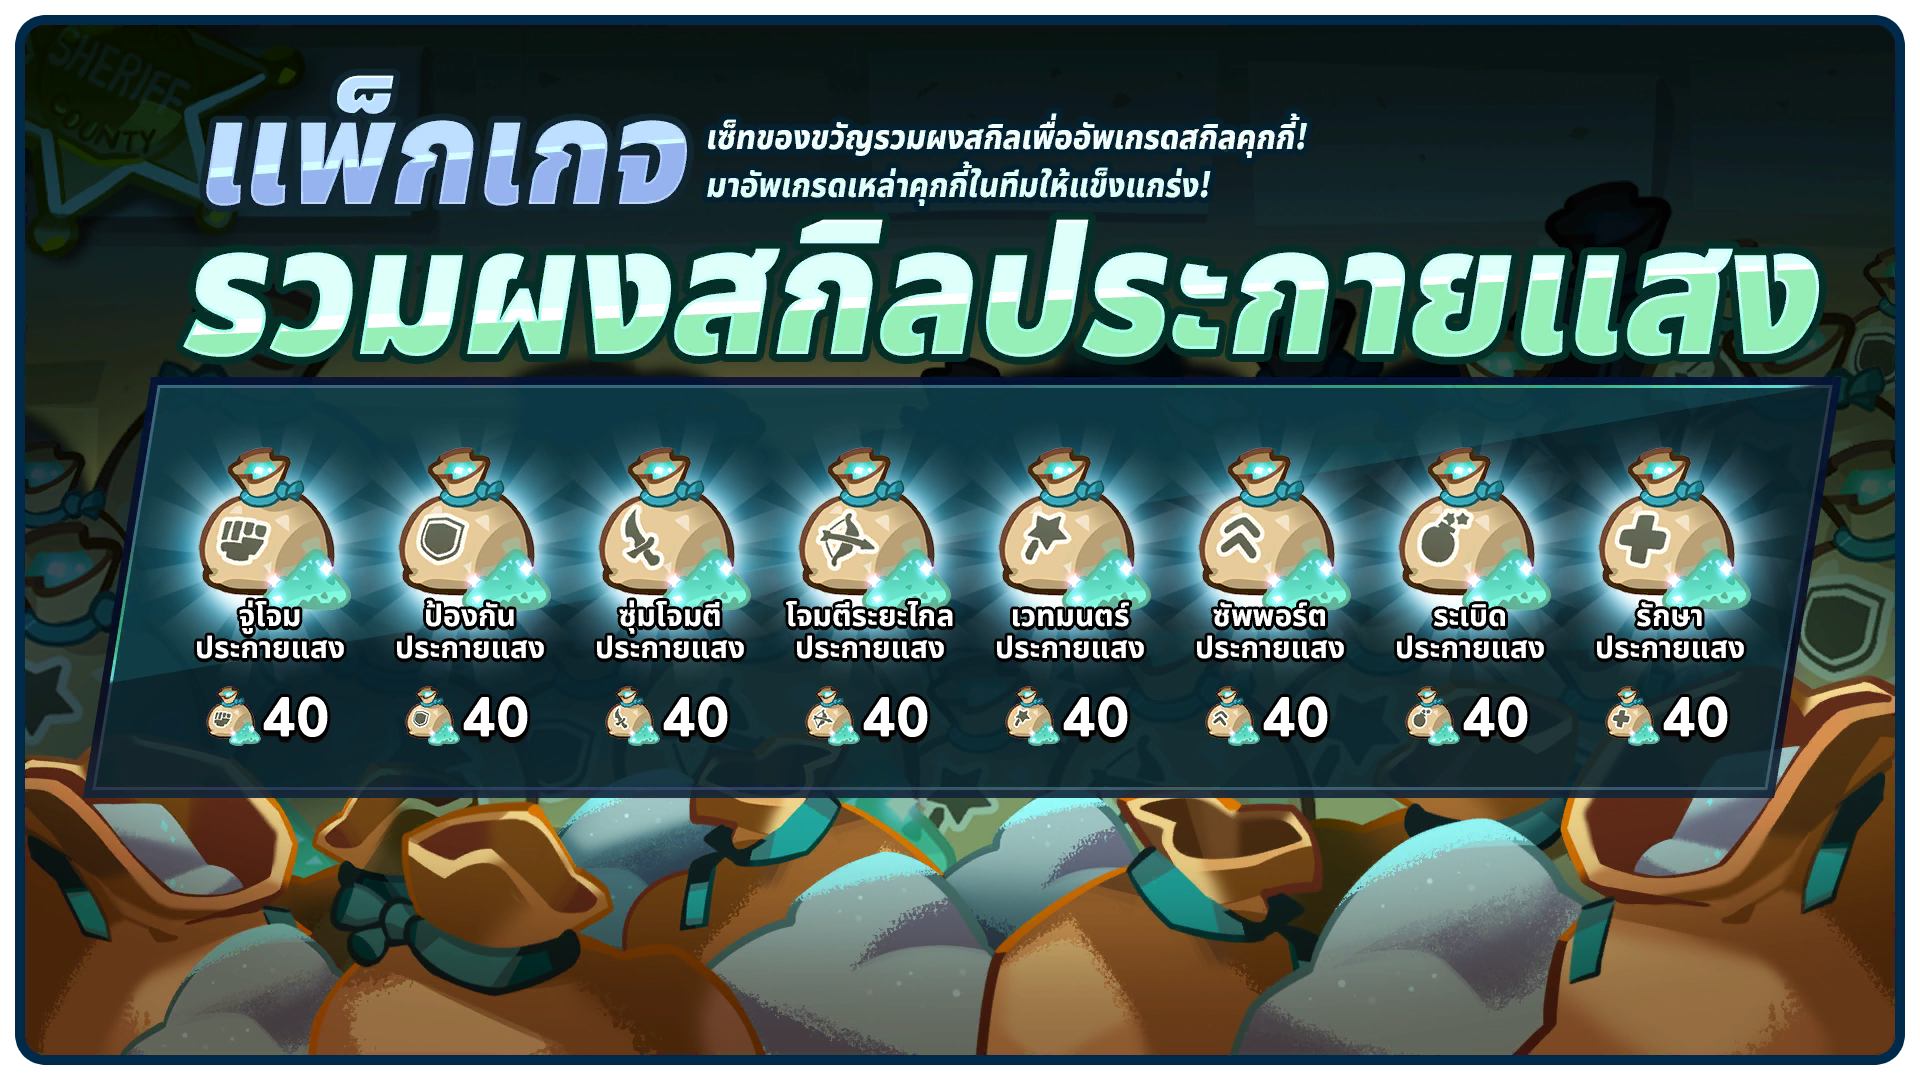 SHERIFF
COUNTY
แพ็กเกจ
เซ็ทของขวัญรวมผงสกิลเพื่ออัพเกรดสกิลคุกกี้!
มาอัพเกรดเหล่าคุกกี้ในทีมให้แข็งแกร่ง!
รวมผงสกิลประกายแสง
จู่โจม
ประกายแสง
ป้องกัน
ประกายแสง
ซุ่มโจมตี
ประกายแสง
โจมตีระยะไกล
ประกายแสง
เวทมนตร์
ประกายแสง
ซัพพอร์ต
ประกายแสง
ระเบิด
ประกายแสง
รักษา
ประกายแสง
40 40 40 40 40 40 40 40